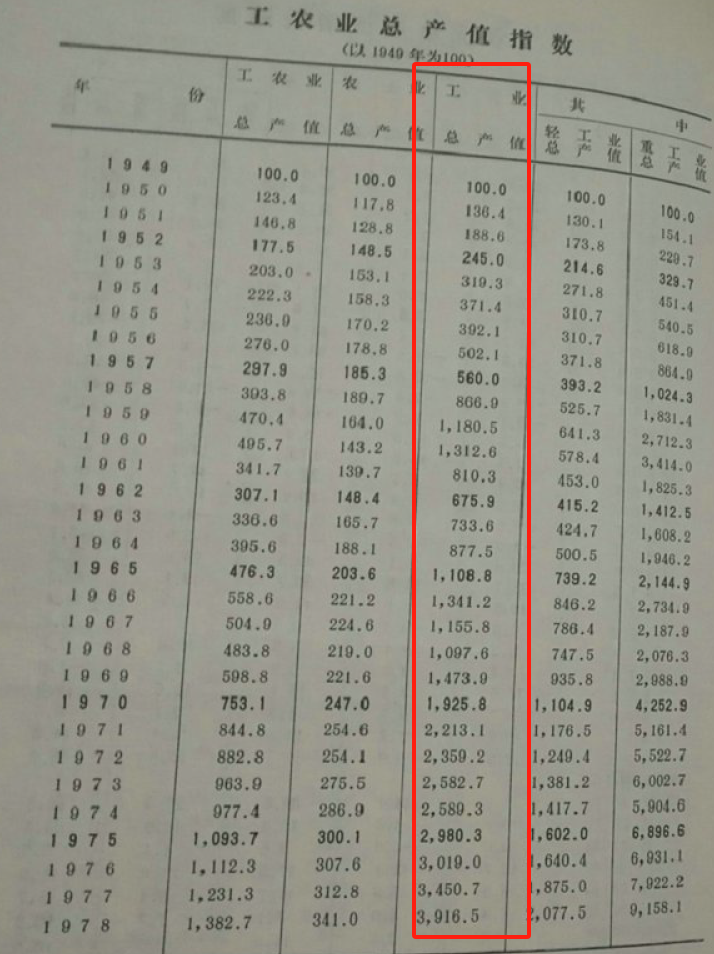 工农业总产值指数
(以1949年为100)
年 份 工农业总产值 农业总产值 工业总产值 其中 轻工业总产值 重工业总产值
1949 100.0 100.0 100.0 100.0 100.0
1950 123.4 117.8 136.4 130.1 154.1
1951 146.8 128.8 188.6 173.8 229.7
1952 177.5 148.5 245.0 214.6 329.7
1953 203.0 153.1 319.3 271.8 451.4
1954 222.3 158.3 371.4 310.7 540.5
1955 236.9 170.2 392.1 310.7 618.9
1956 276.0 178.8 502.1 371.8 864.9
1957 297.9 185.3 560.0 393.2 1,024.3
1958 393.8 189.7 866.9 525.7 1,831.4
1959 470.4 164.0 1,180.5 641.3 2,712.3
1960 495.7 143.2 1,312.6 578.4 3,414.0
1961 341.7 139.7 810.3 453.0 1,825.3
1962 307.1 148.4 675.9 415.2 1,412.5
1963 336.6 165.7 733.6 424.7 1,608.2
1964 395.6 188.1 877.5 500.5 1,946.2
1965 476.3 203.6 1,108.8 739.2 2,144.9
1966 558.6 221.2 1,341.2 846.2 2,734.9
1967 504.9 224.6 1,155.8 786.4 2,187.9
1968 483.8 219.0 1,097.6 747.5 2,076.3
1969 598.8 221.6 1,473.9 935.8 2,988.9
1970 753.1 247.0 1,925.8 1,104.9 4,252.9
1971 844.8 254.6 2,213.1 1,176.5 5,161.4
1972 882.8 254.1 2,359.2 1,249.4 5,522.7
1973 963.9 275.5 2,582.7 1,381.2 6,002.7
1974 977.4 286.9 2,589.3 1,417.7 5,904.6
1975 1,093.7 300.1 2,980.3 1,602.0 6,896.6
1976 1,112.3 307.6 3,019.0 1,640.4 6,931.1
1977 1,231.3 312.8 3,450.7 1,875.0 7,922.2
1978 1,382.7 341.0 3,916.5 2,077.5 9,158.1